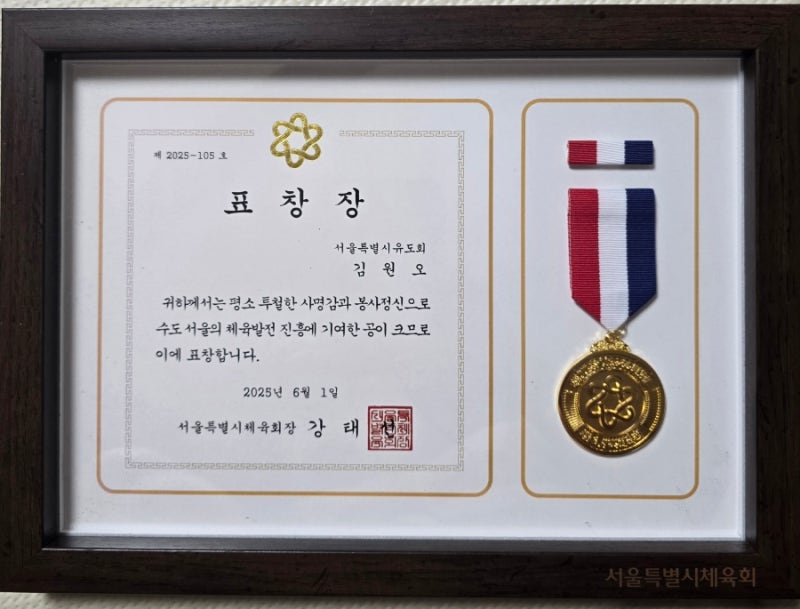 제 2025-105 호
표 창 장
서울특별시유도회
김 원 오
귀하께서는 평소 투철한 사명감과 봉사정신으로
수도 서울의 체육발전 진흥에 기여한 공이 크므로
이에 표창합니다.
2025년 6월 1일
서울특별시체육회장 강 태 선
서울특별시체육회